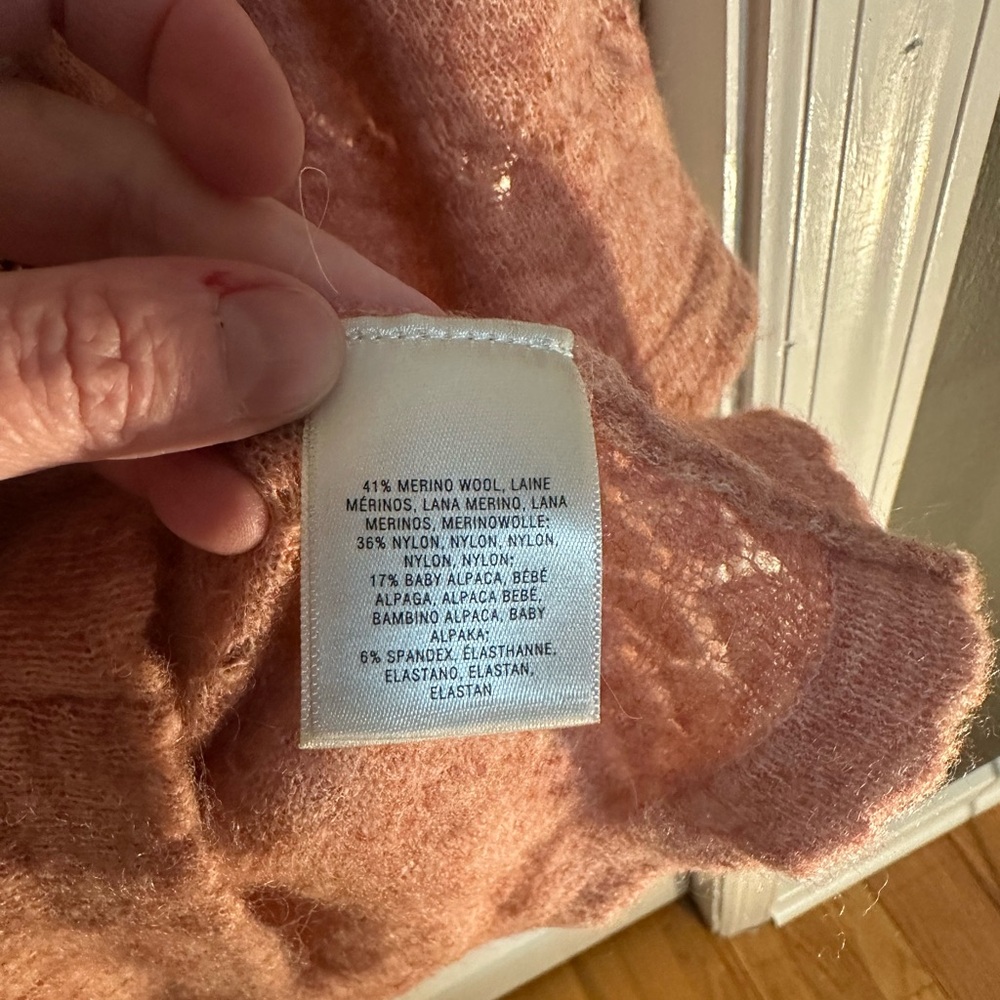 41% MERINO WOOL, LAINE
MÉRINOS, LANA MERINO, LANA
MERINOS, MERINOWOLLE;
36% NYLON, NYLON, NYLON,
NYLON, NYLON;
17% BABY ALPACA, BÉBÉ
ALPAGA, ALPACA BEBÉ,
BAMBINO ALPACA, BABY
ALPAKA;
6% SPANDEX, ÉLASTHANNE,
ELASTANO, ELASTAN,
ELASTAN